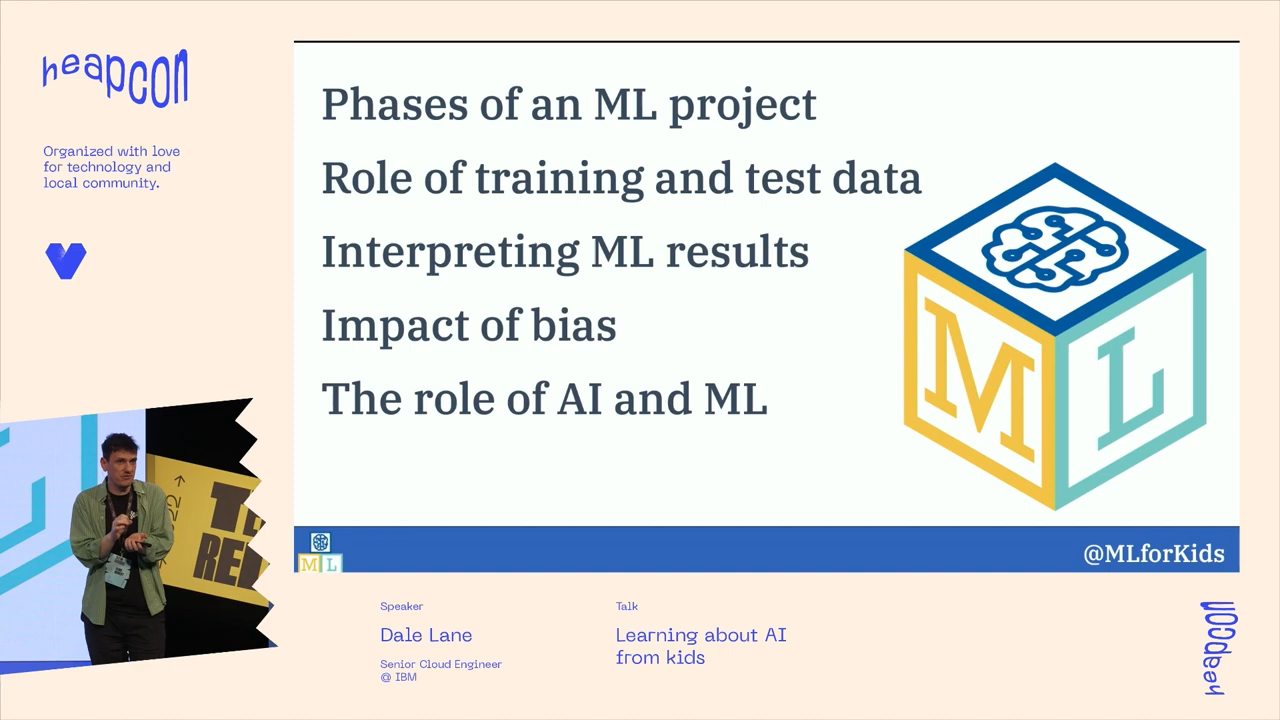 heapcon
Organized with love
for technology and
local community.
Phases of an ML project
Role of training and test data
Interpreting ML results
Impact of bias
The role of AI and ML
M L
M L
@MLforKids
Speaker
Dale Lane
Senior Cloud Engineer
@ IBM
Talk
Learning about AI
from kids
heapcon